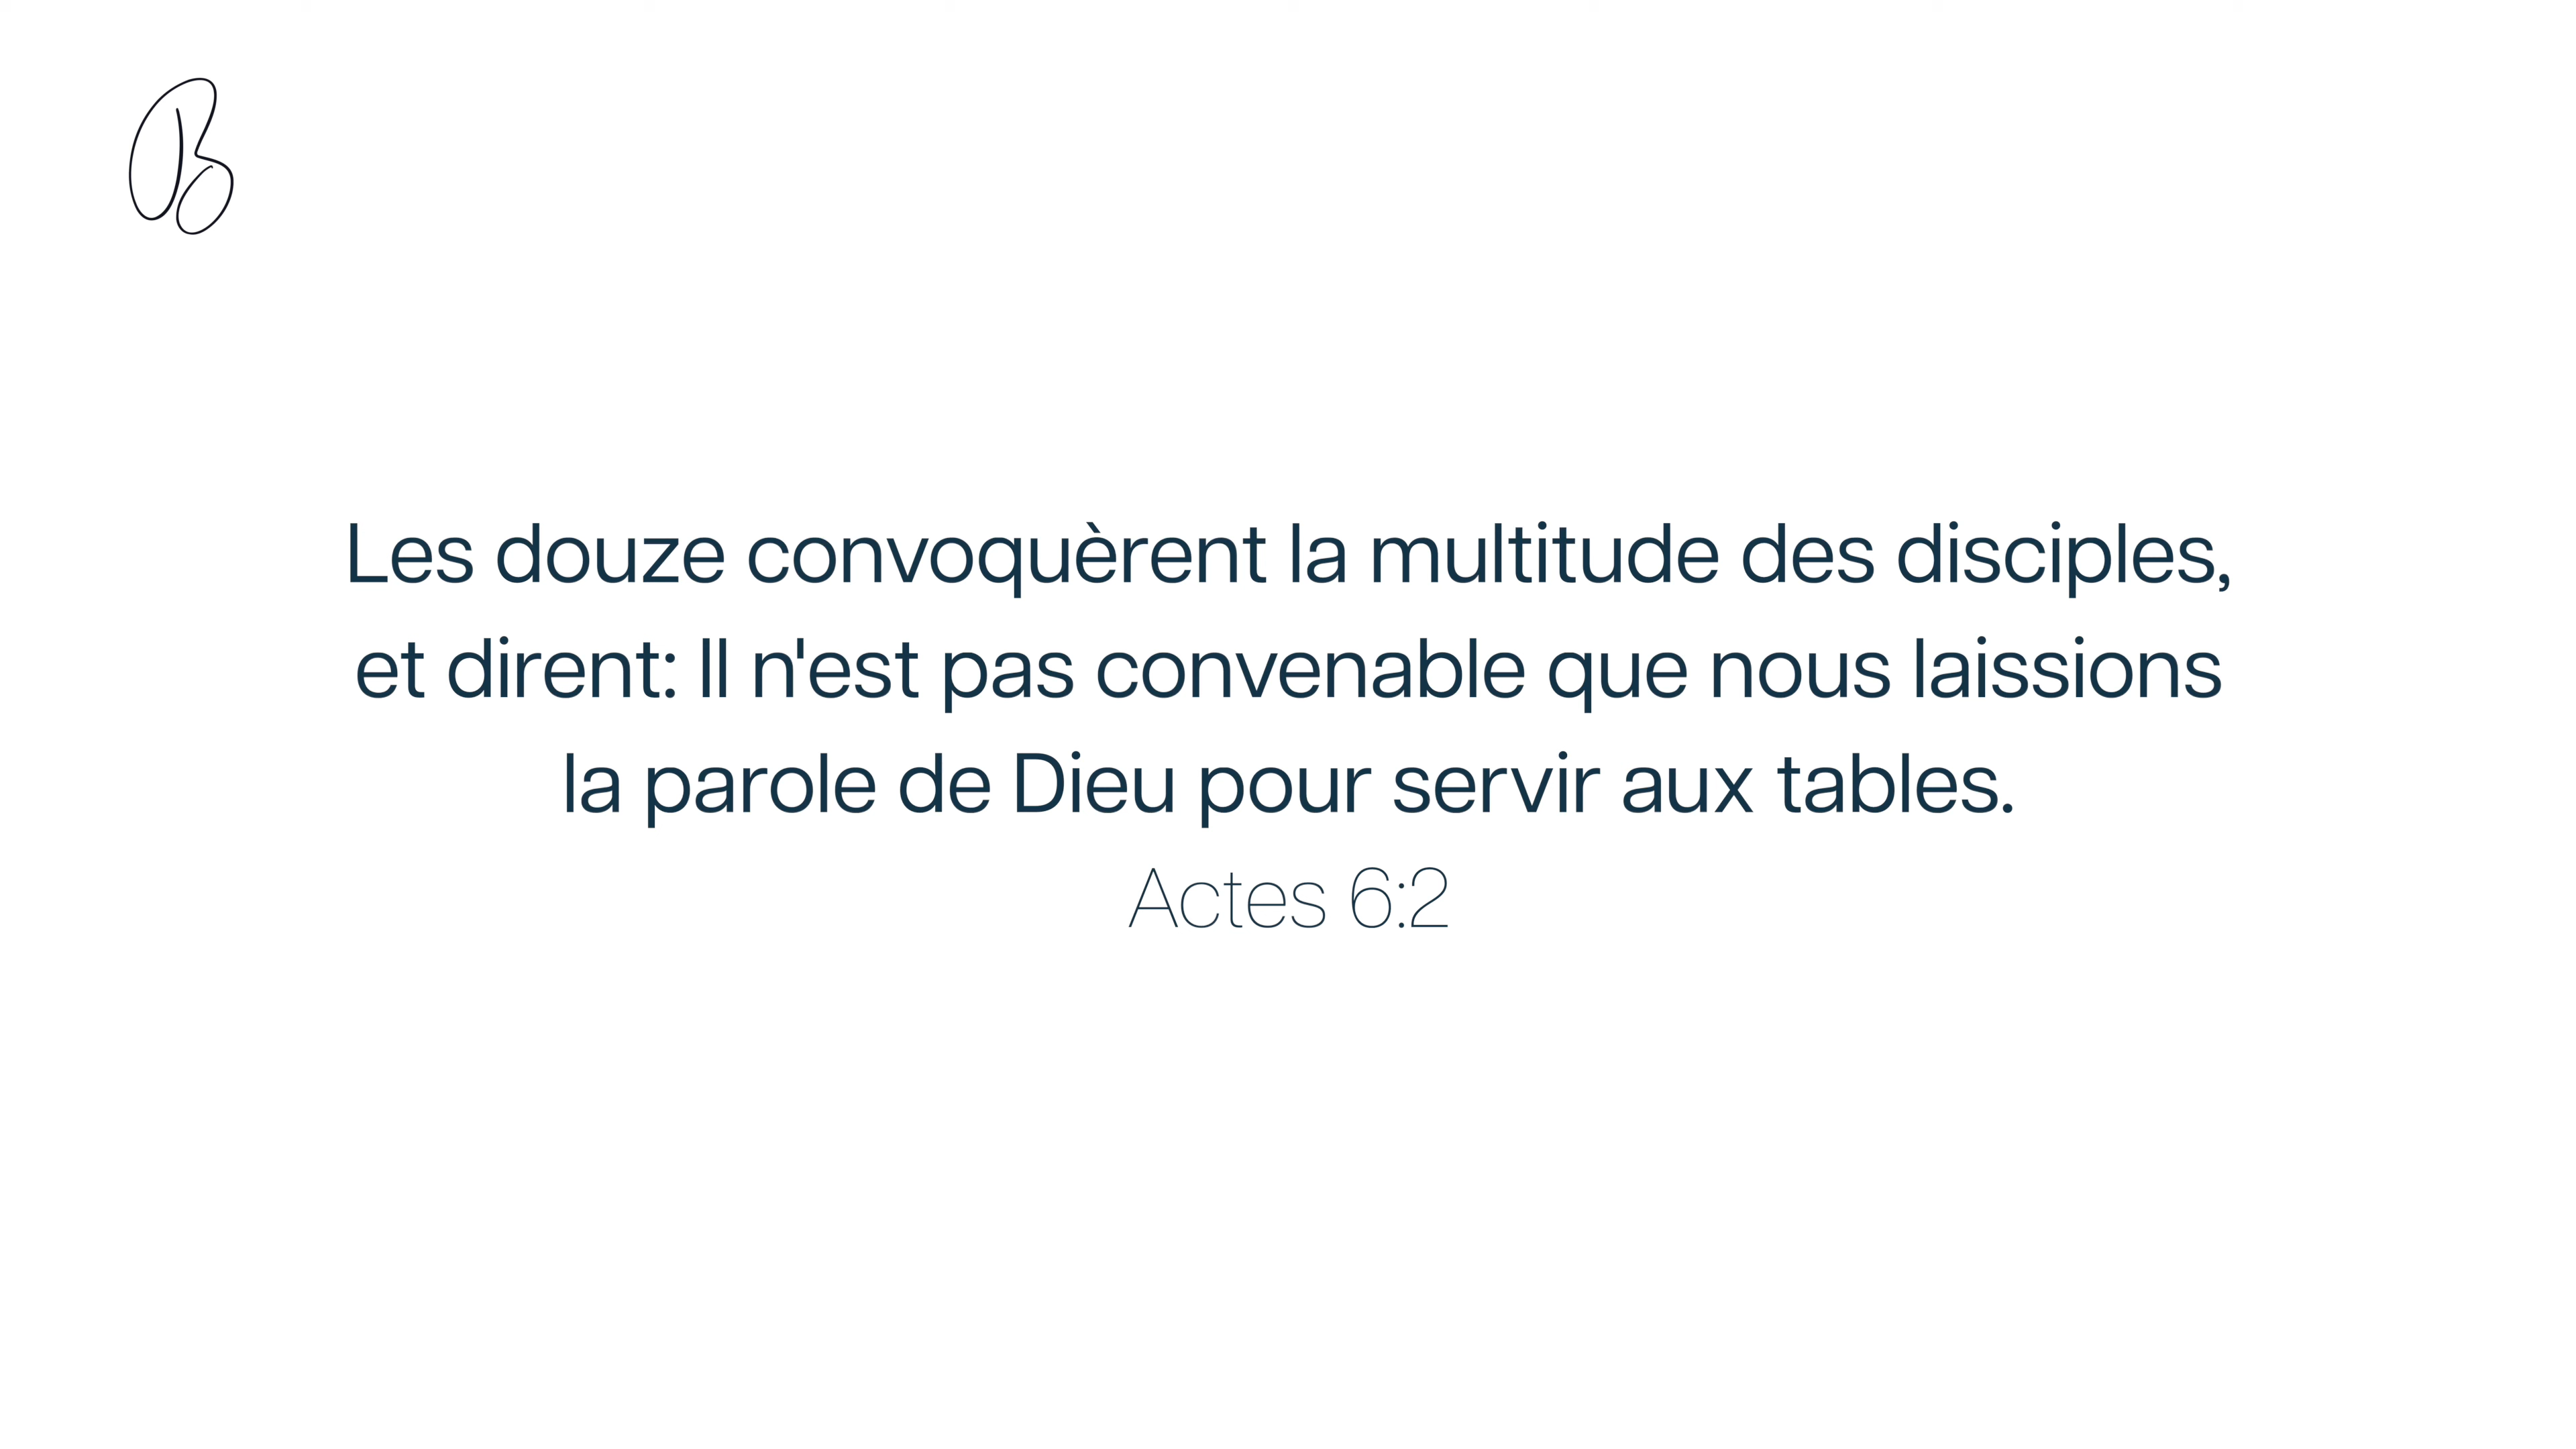 B
Les douze convoquèrent la multitude des disciples,
et dirent: Il n'est pas convenable que nous laissions
la parole de Dieu pour servir aux tables.
Actes 6:2